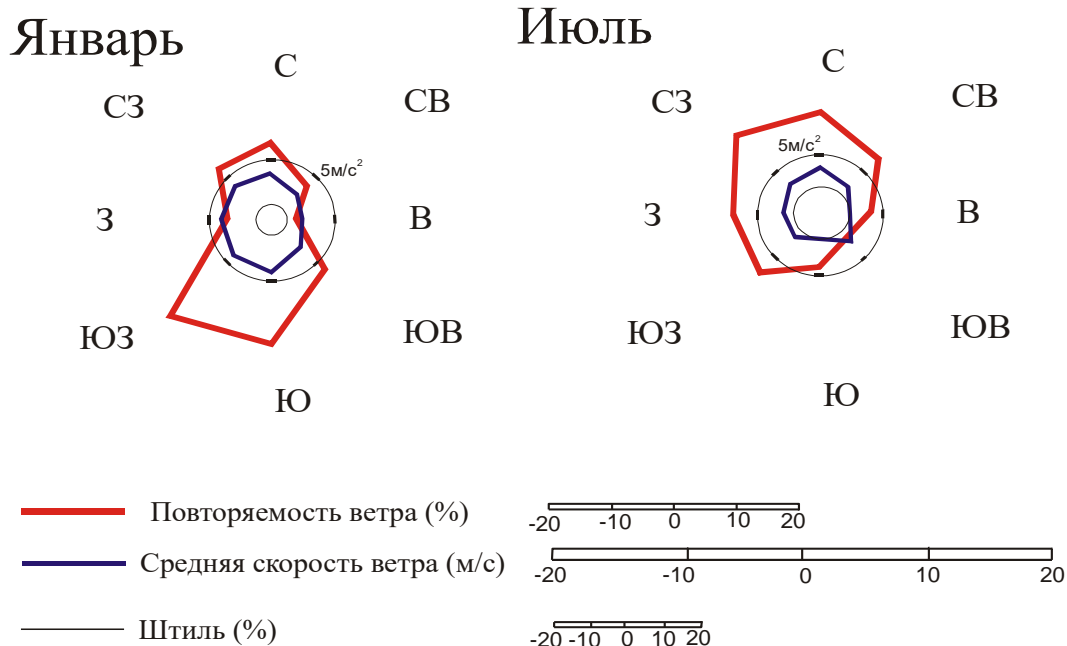 Январь
Июль
С
С
СЗ
СВ
СЗ
СВ
5м/с²
5м/с²
З
В
З
В
ЮЗ
ЮВ
ЮЗ
ЮВ
Ю
Ю
Повторяемость ветра (%)
-20 -10 0 10 20
Средняя скорость ветра (м/с)
-20 -10 0 10 20
Штиль (%)
-20 -10 0 10 20